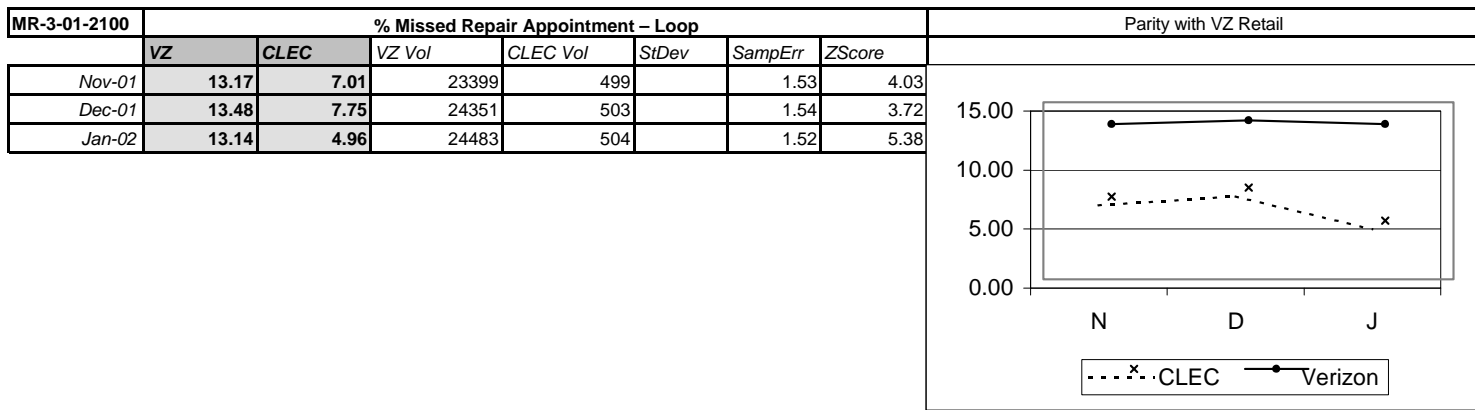 MR-3-01-2100 % Missed Repair Appointment – Loop Parity with VZ Retail
VZ CLEC VZ Vol CLEC Vol StDev SampErr ZScore
Nov-01 13.17 7.01 23399 499 1.53 4.03
Dec-01 13.48 7.75 24351 503 1.54 3.72
Jan-02 13.14 4.96 24483 504 1.52 5.38
15.00
10.00
5.00
0.00
N D J
CLEC Verizon